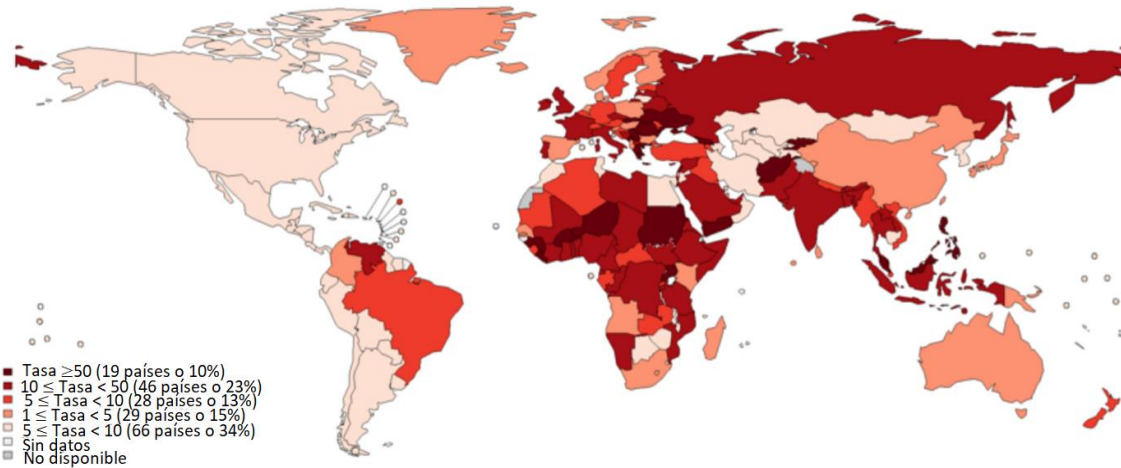 Tasa ≥50 (19 países o 10%)
10 ≤ Tasa < 50 (46 países o 23%)
5 ≤ Tasa < 10 (28 países o 13%)
1 ≤ Tasa < 5 (29 países o 15%)
5 ≤ Tasa < 10 (66 países o 34%)
Sin datos
No disponible